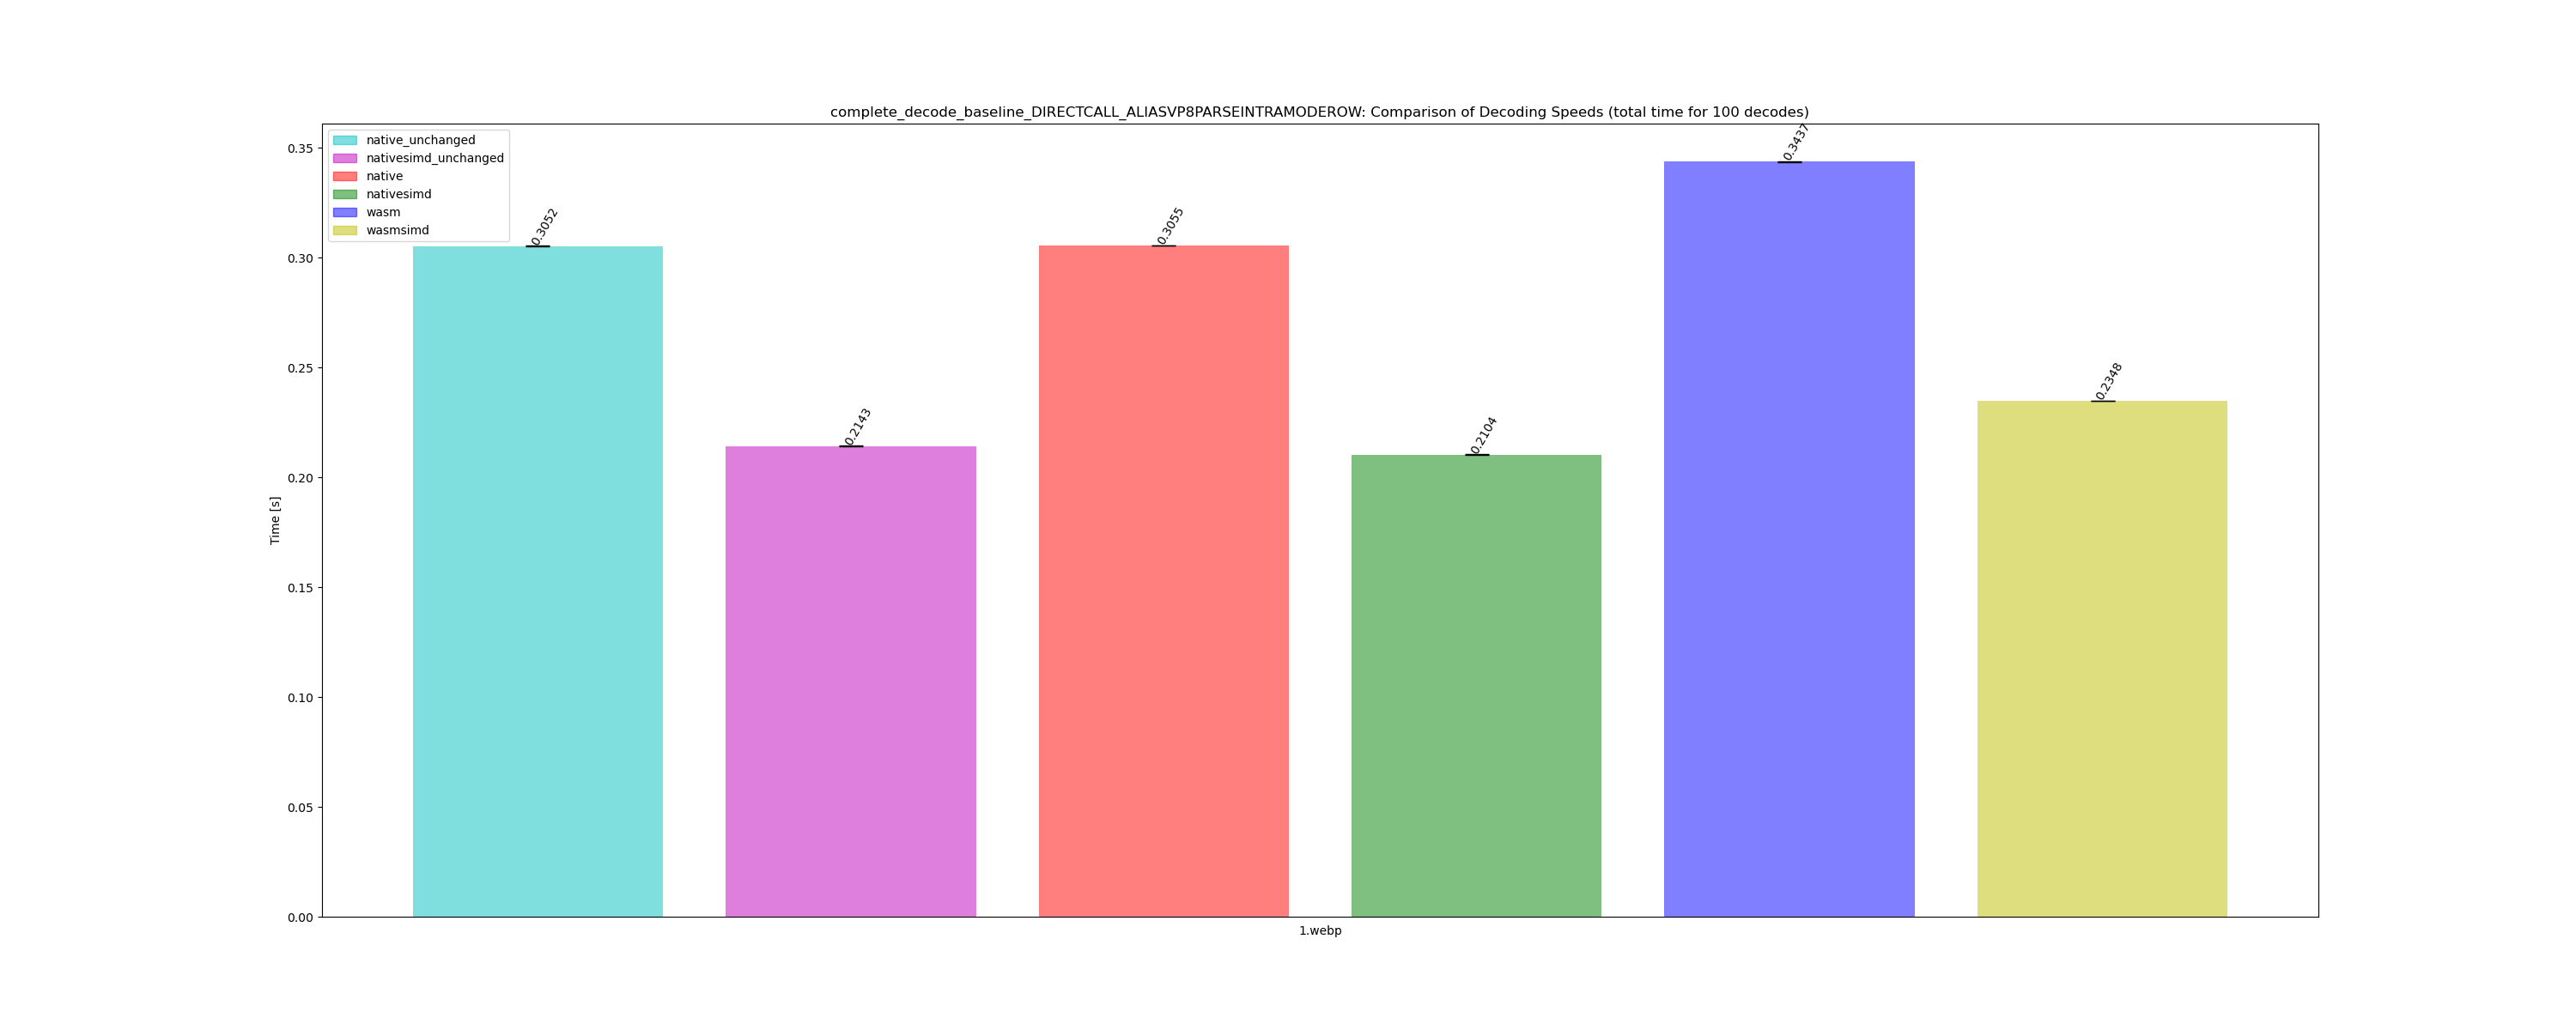 complete_decode_baseline_DIRECTCALL_ALIASVP8PARSEINTRAMODEROW: Comparison of Decoding Speeds (total time for 100 decodes)
native_unchanged
nativesimd_unchanged
native
nativesimd
wasm
wasmsimd
0.35
0.30
0.25
0.20
0.15
0.10
0.05
0.00
Time [s]
0.3052
0.2143
0.3055
0.2104
0.3437
0.2348
1.webp